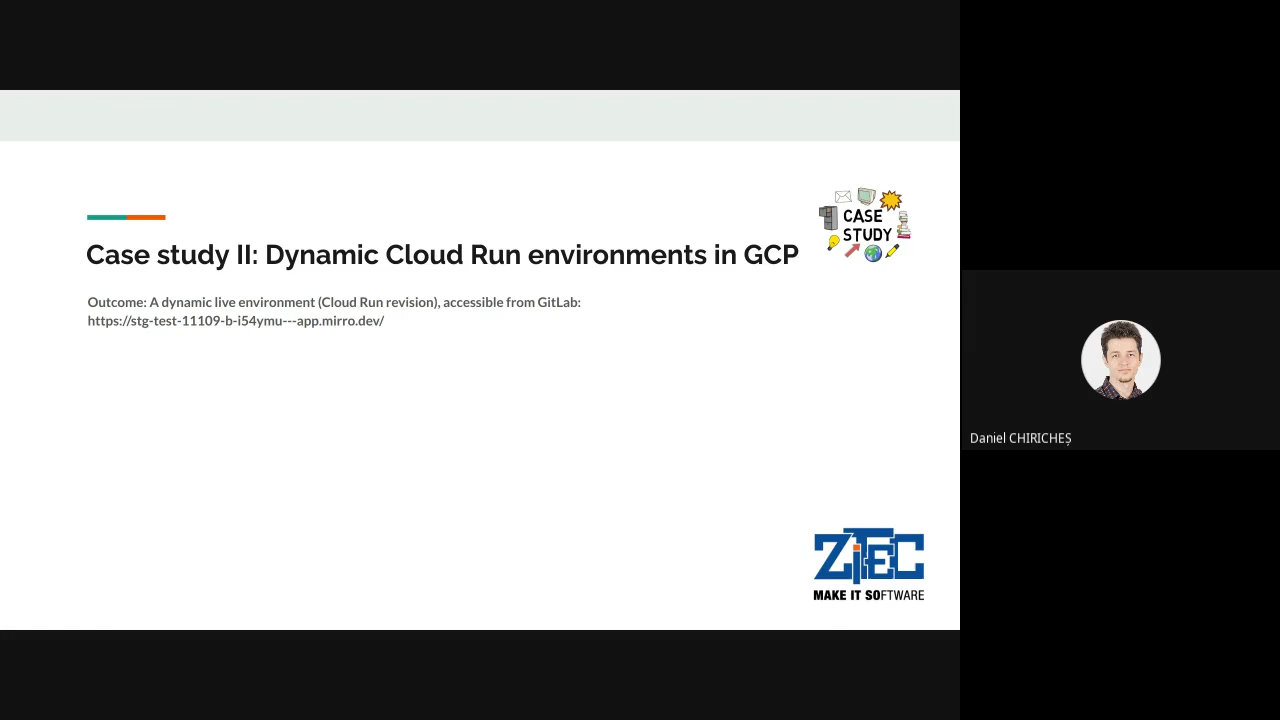 CASE
STUDY
Case study II: Dynamic Cloud Run environments in GCP
Outcome: A dynamic live environment (Cloud Run revision), accessible from GitLab:
https://stg-test-11109-b-i54ymu---app.mirro.dev/
Daniel CHIRICHEȘ
ZiTEC
MAKE IT SOFTWARE